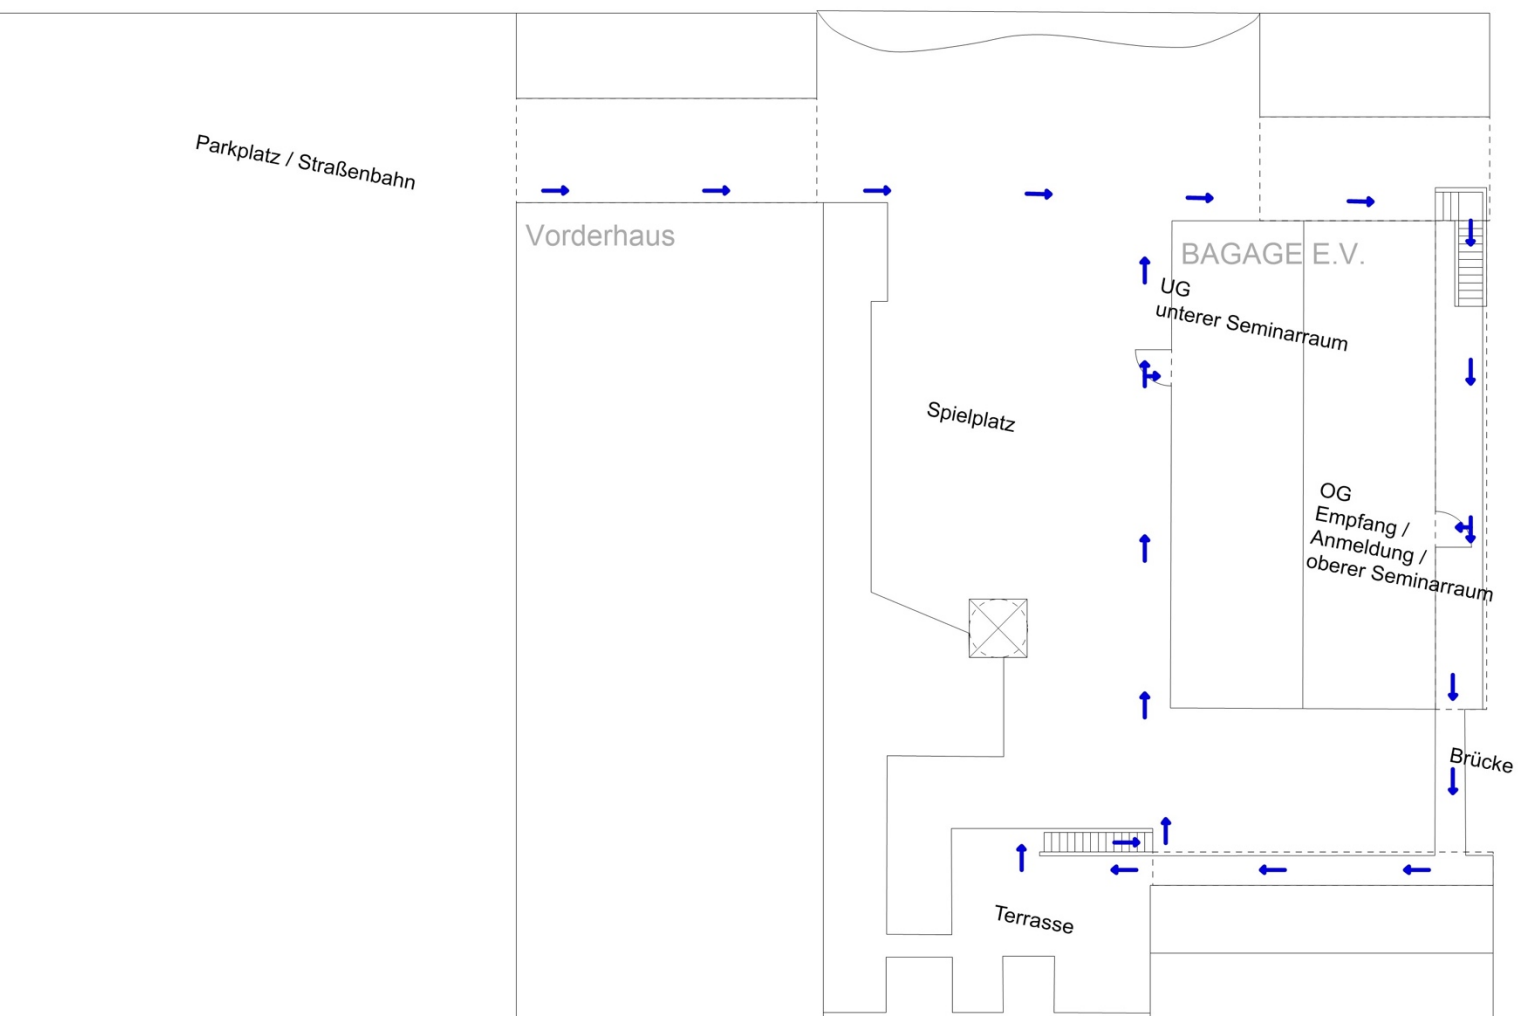 Parkplatz / Straßenbahn
Vorderhaus
BAGAGE E.V.
UG
unterer Seminarraum
Spielplatz
OG
Empfang /
Anmeldung /
oberer Seminarraum
Brücke
Terrasse